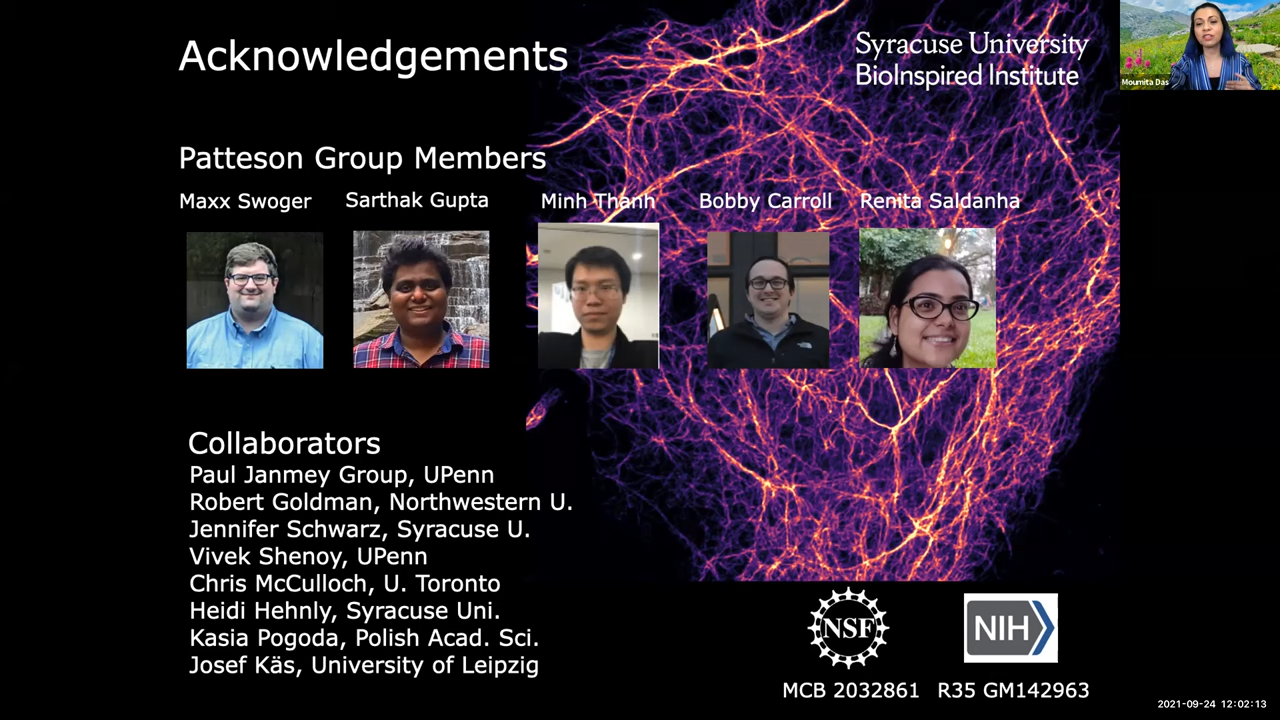 Acknowledgements
Syracuse University
BioInspired Institute
Moumita Das
Patteson Group Members
Maxx Swoger
Sarthak Gupta
Minh Thanh
Bobby Carroll
Renita Saldanha
Collaborators
Paul Janmey Group, UPenn
Robert Goldman, Northwestern U.
Jennifer Schwarz, Syracuse U.
Vivek Shenoy, UPenn
Chris McCulloch, U. Toronto
Heidi Hehnly, Syracuse Uni.
Kasia Pogoda, Polish Acad. Sci.
Josef Käs, University of Leipzig
NSF
NIH
MCB 2032861
R35 GM142963
2021-09-24 12:02:13